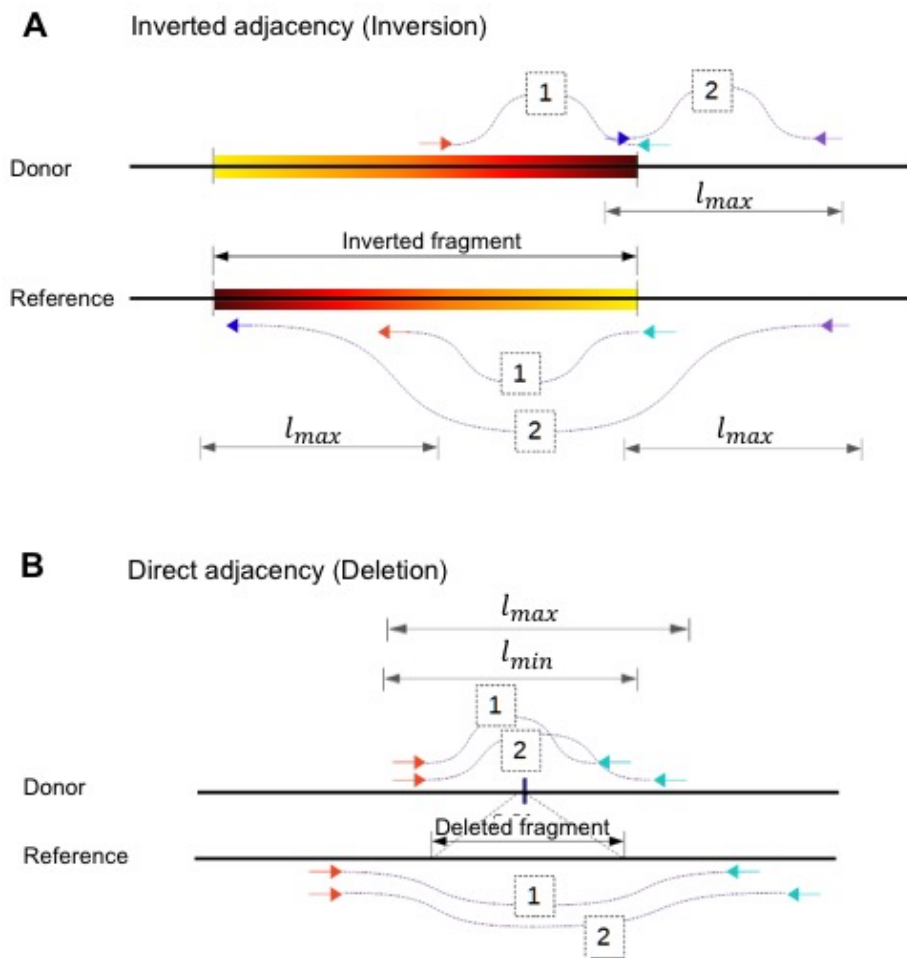 A Inverted adjacency (Inversion)
1 2
Donor
l_max
Inverted fragment
Reference
1
2
l_max l_max
B Direct adjacency (Deletion)
l_max
l_min
1
2
Donor
Deleted fragment
Reference
1
2